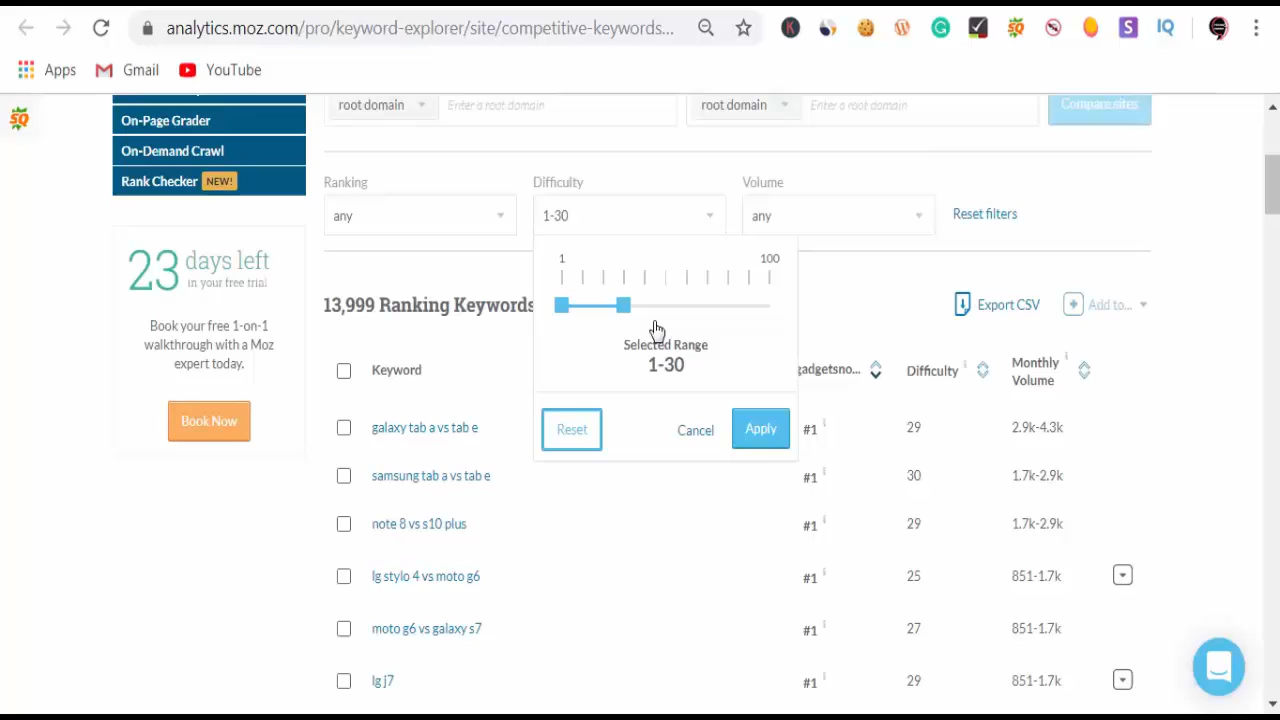 analytics.moz.com/pro/keyword-explorer/site/competitive-keywords...
K
S
IQ
Apps
Gmail
YouTube
SQ
root domain
Enter a root domain
root domain
Enter a root domain
Compare sites
On-Page Grader
On-Demand Crawl
Rank Checker NEW!
Ranking
Difficulty
Volume
any
1-30
any
Reset filters
1
100
23 days left
in your free trial
Book your free 1-on-1
walkthrough with a Moz
expert today.
Book Now
13,999 Ranking Keywords
Selected Range
1-30
Reset
Cancel
Apply
Export CSV
Add to...
Keyword
gadgetsno...
Difficulty
Monthly
Volume
galaxy tab a vs tab e #1 29 2.9k-4.3k
samsung tab a vs tab e #1 30 1.7k-2.9k
note 8 vs s10 plus #1 29 1.7k-2.9k
lg stylo 4 vs moto g6 #1 25 851-1.7k
moto g6 vs galaxy s7 #1 27 851-1.7k
lg j7 #1 29 851-1.7k